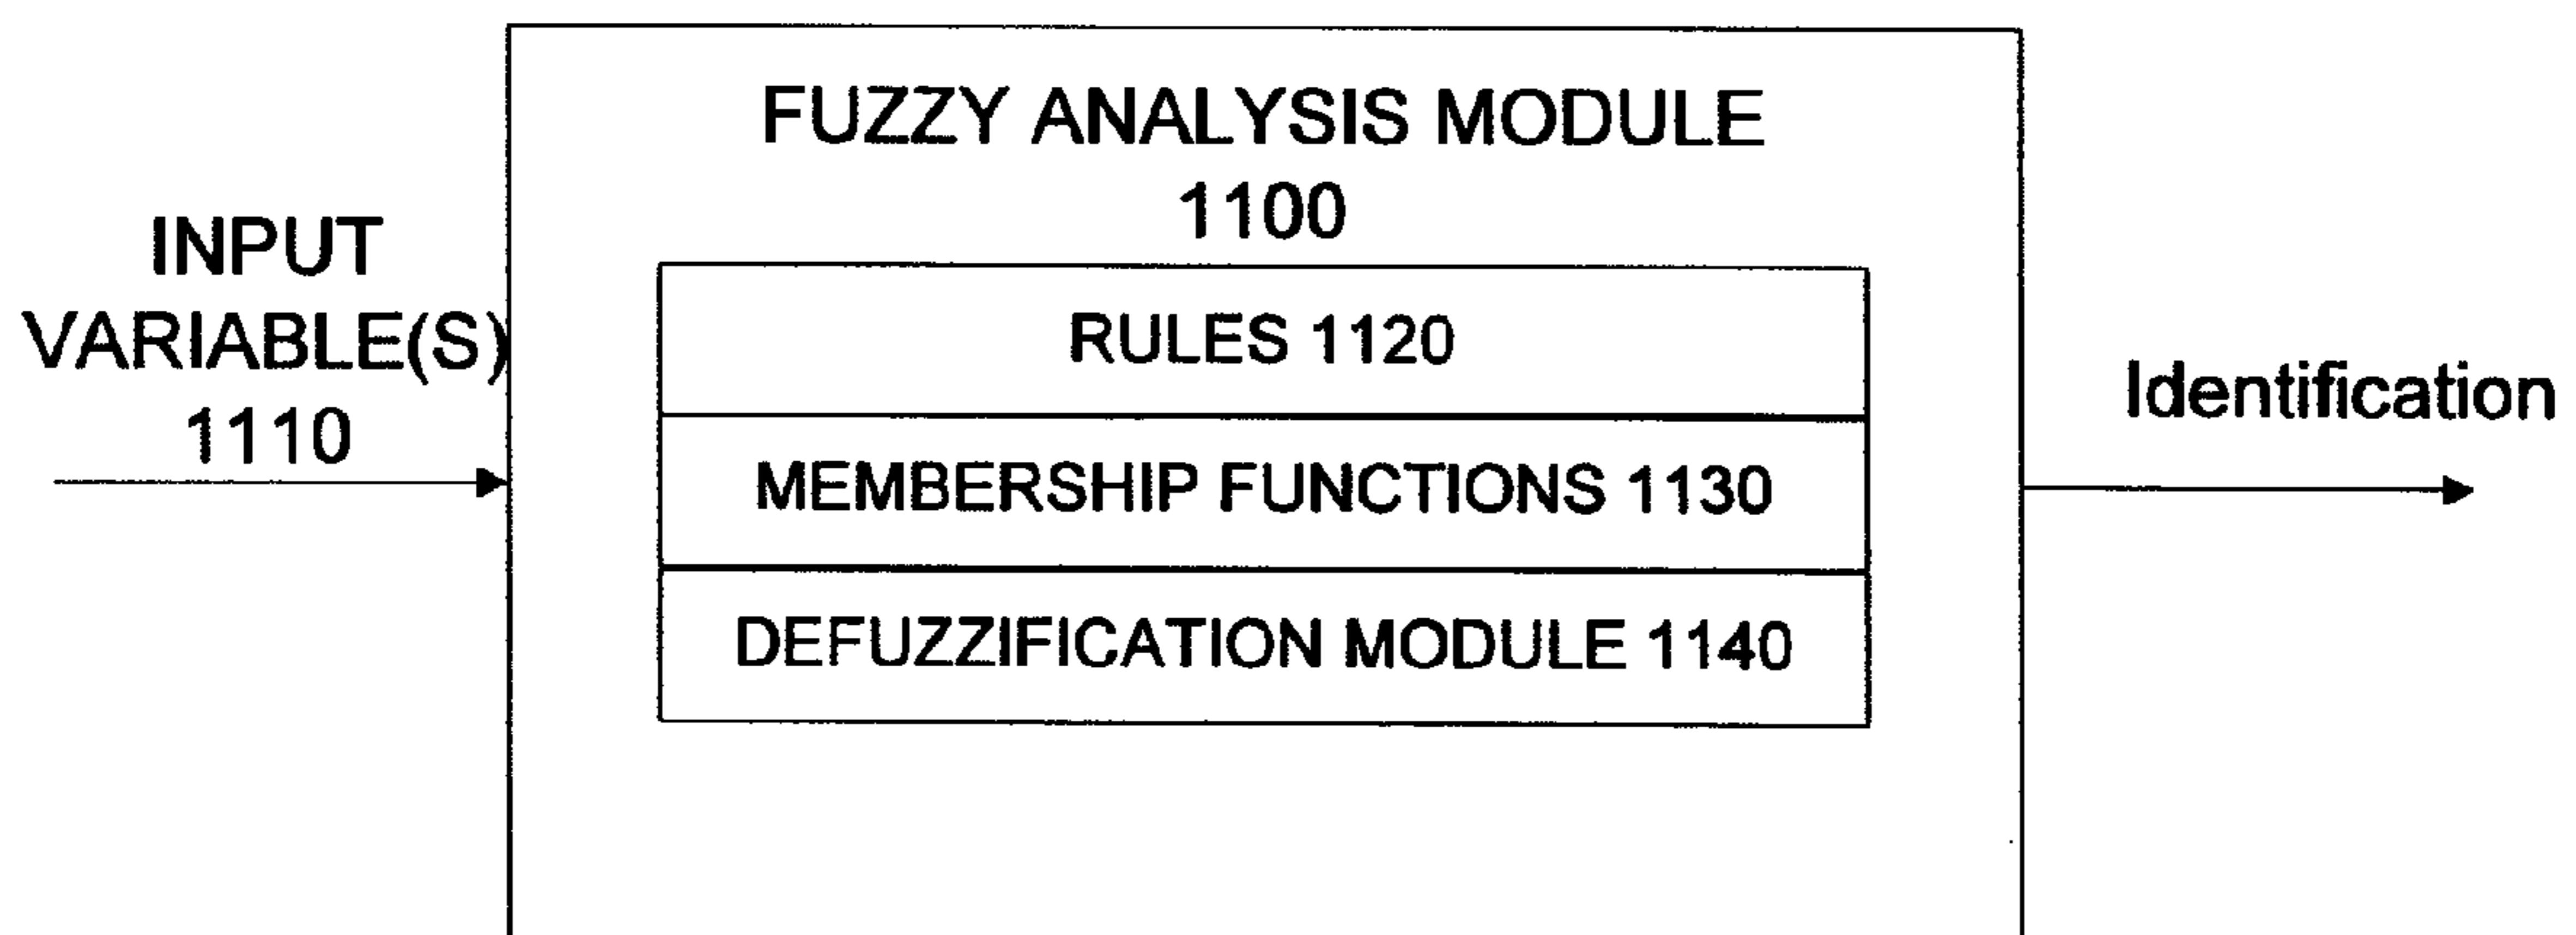 FUZZY ANALYSIS MODULE
1100
INPUT
VARIABLE(S)
1110
RULES 1120
MEMBERSHIP FUNCTIONS 1130
DEFUZZIFICATION MODULE 1140
Identification